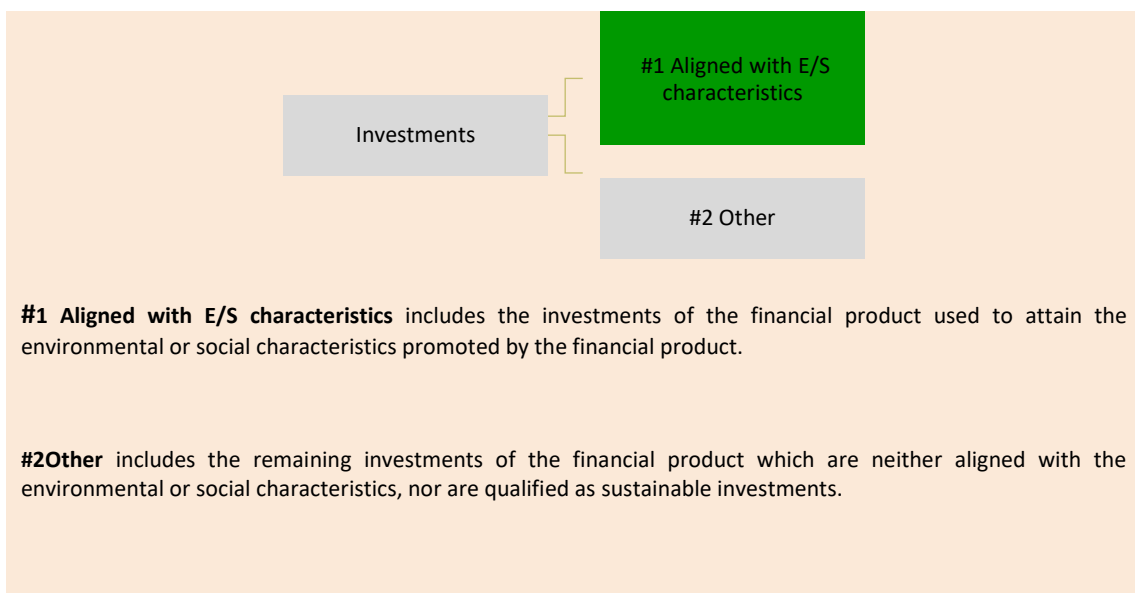 #1 Aligned with E/S
characteristics
Investments
#2 Other
#1 Aligned with E/S characteristics includes the investments of the financial product used to attain the
environmental or social characteristics promoted by the financial product.
#2Other includes the remaining investments of the financial product which are neither aligned with the
environmental or social characteristics, nor are qualified as sustainable investments.